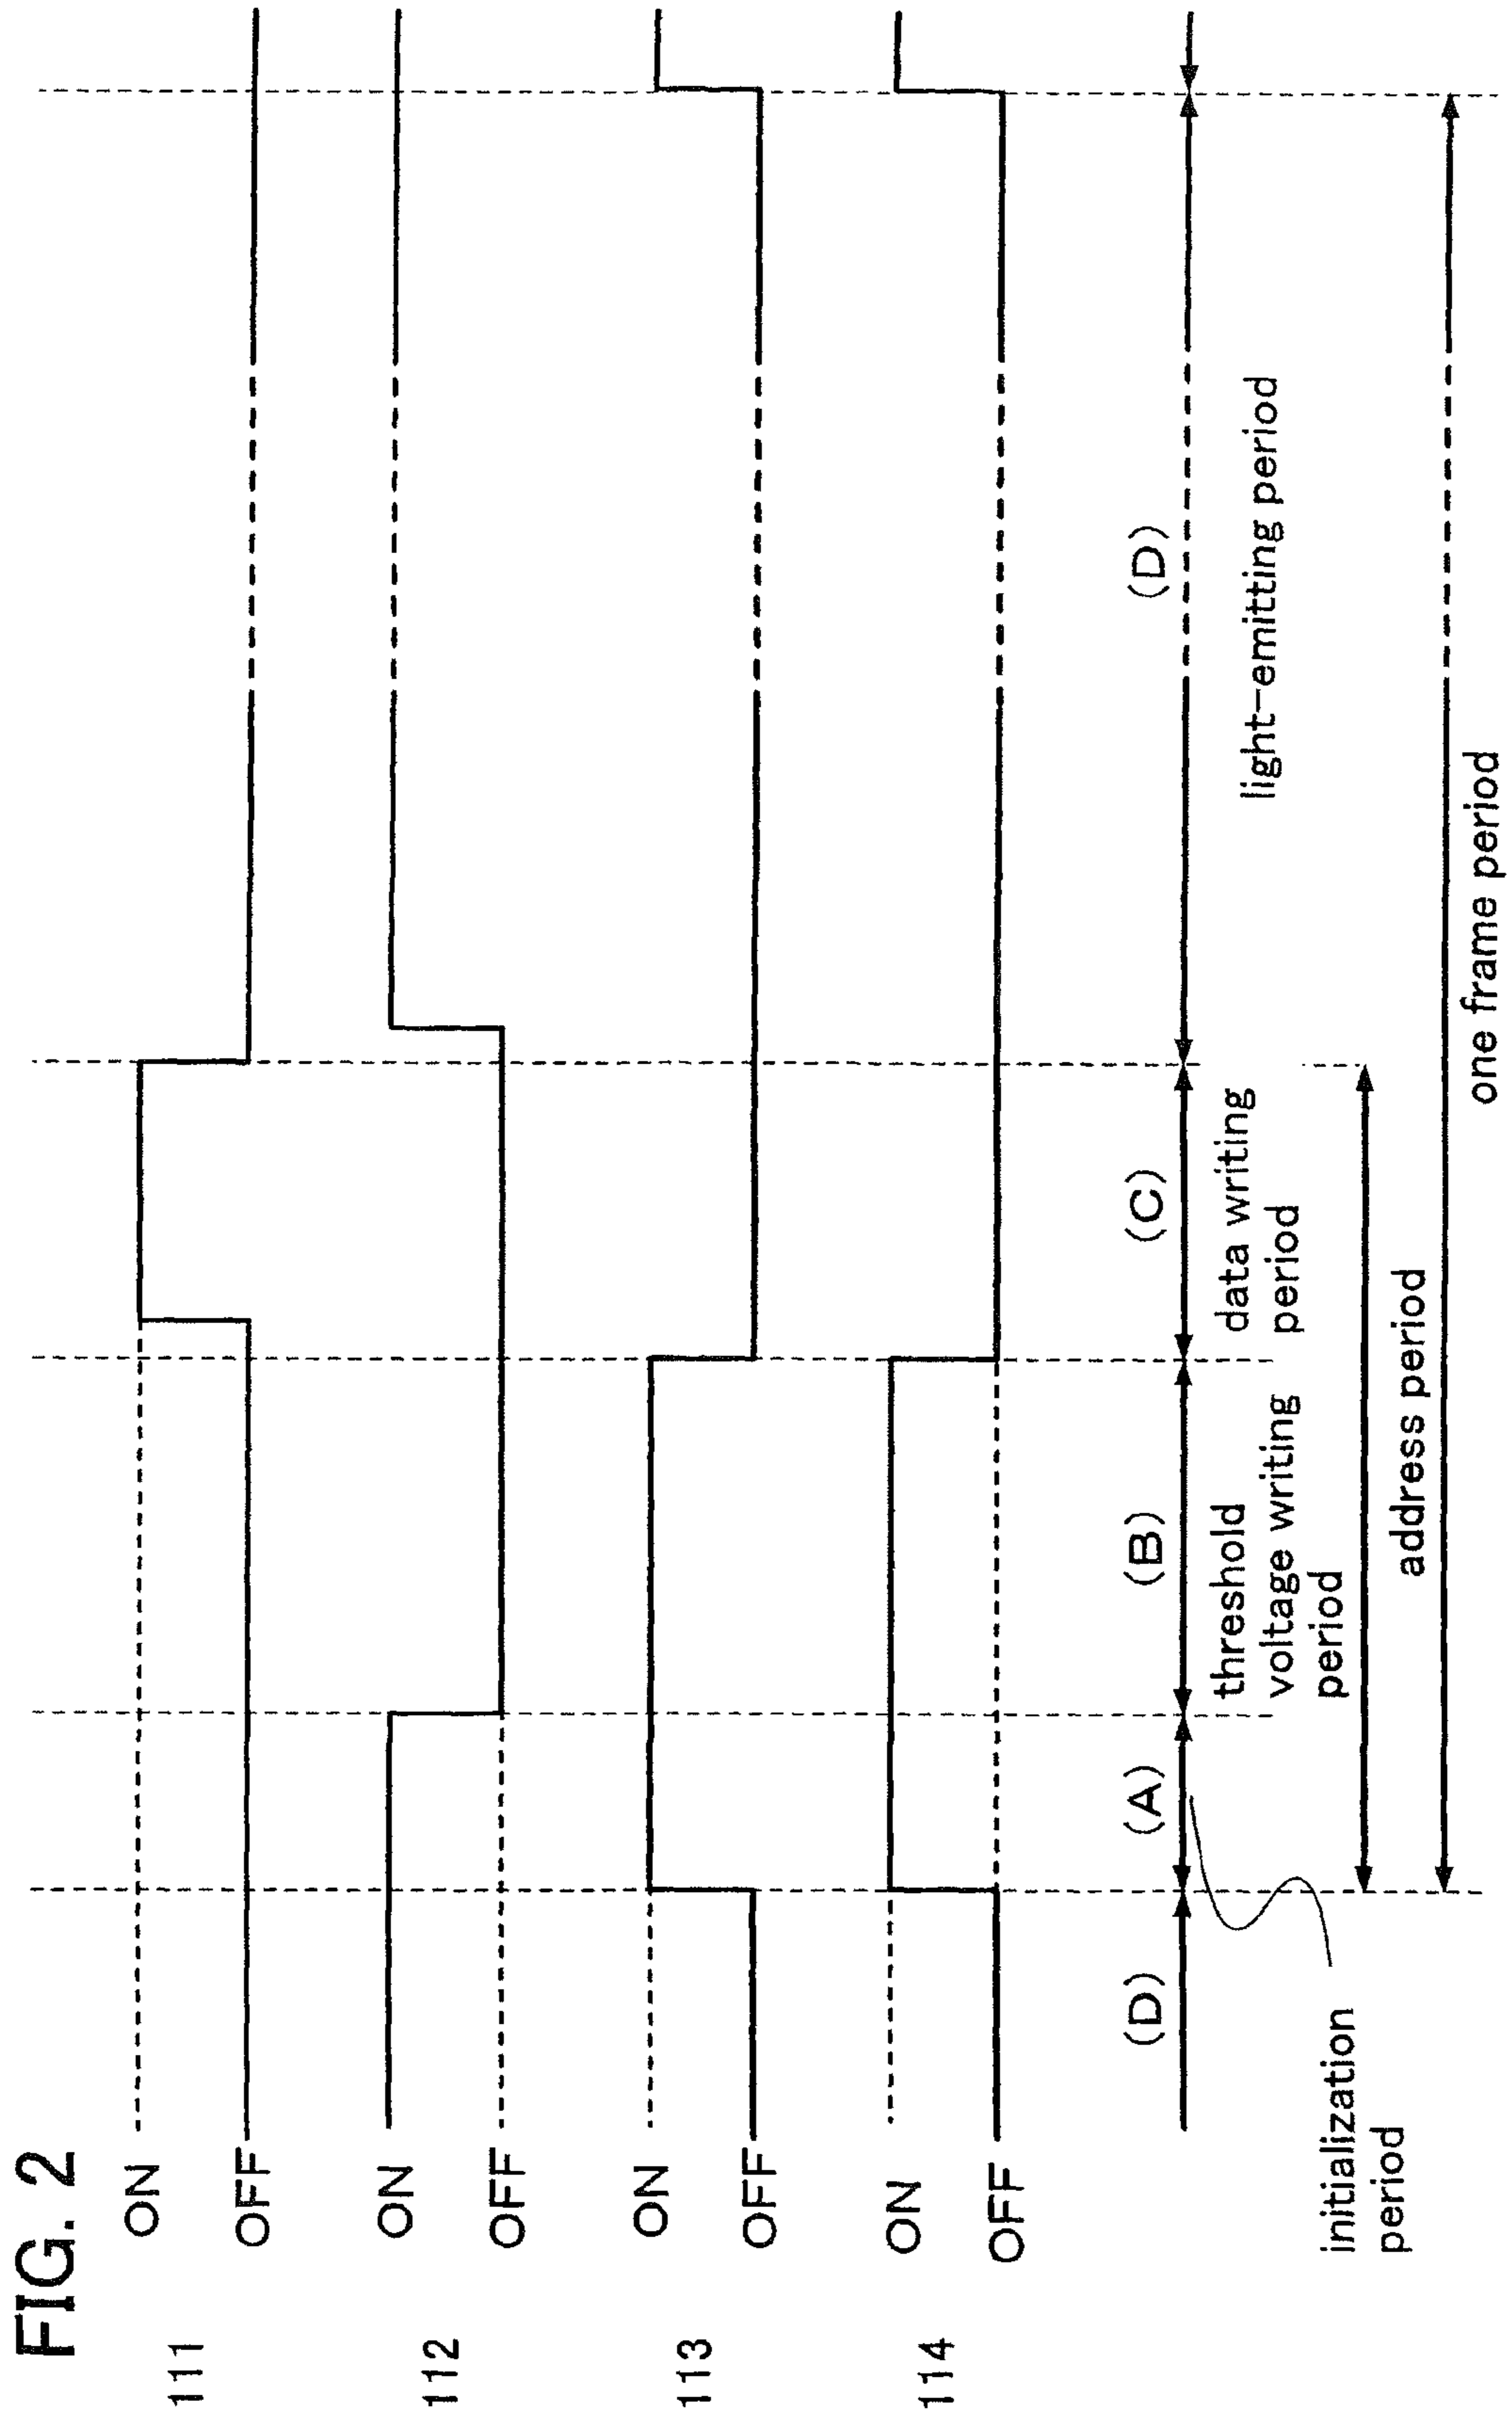 FIG. 2
111
ON
OFF
112
ON
OFF
113
ON
OFF
114
ON
OFF
(D)
(A)
(B)
(C)
(D)
initialization
period
threshold
voltage writing
period
data writing
period
light-emitting period
address period
one frame period